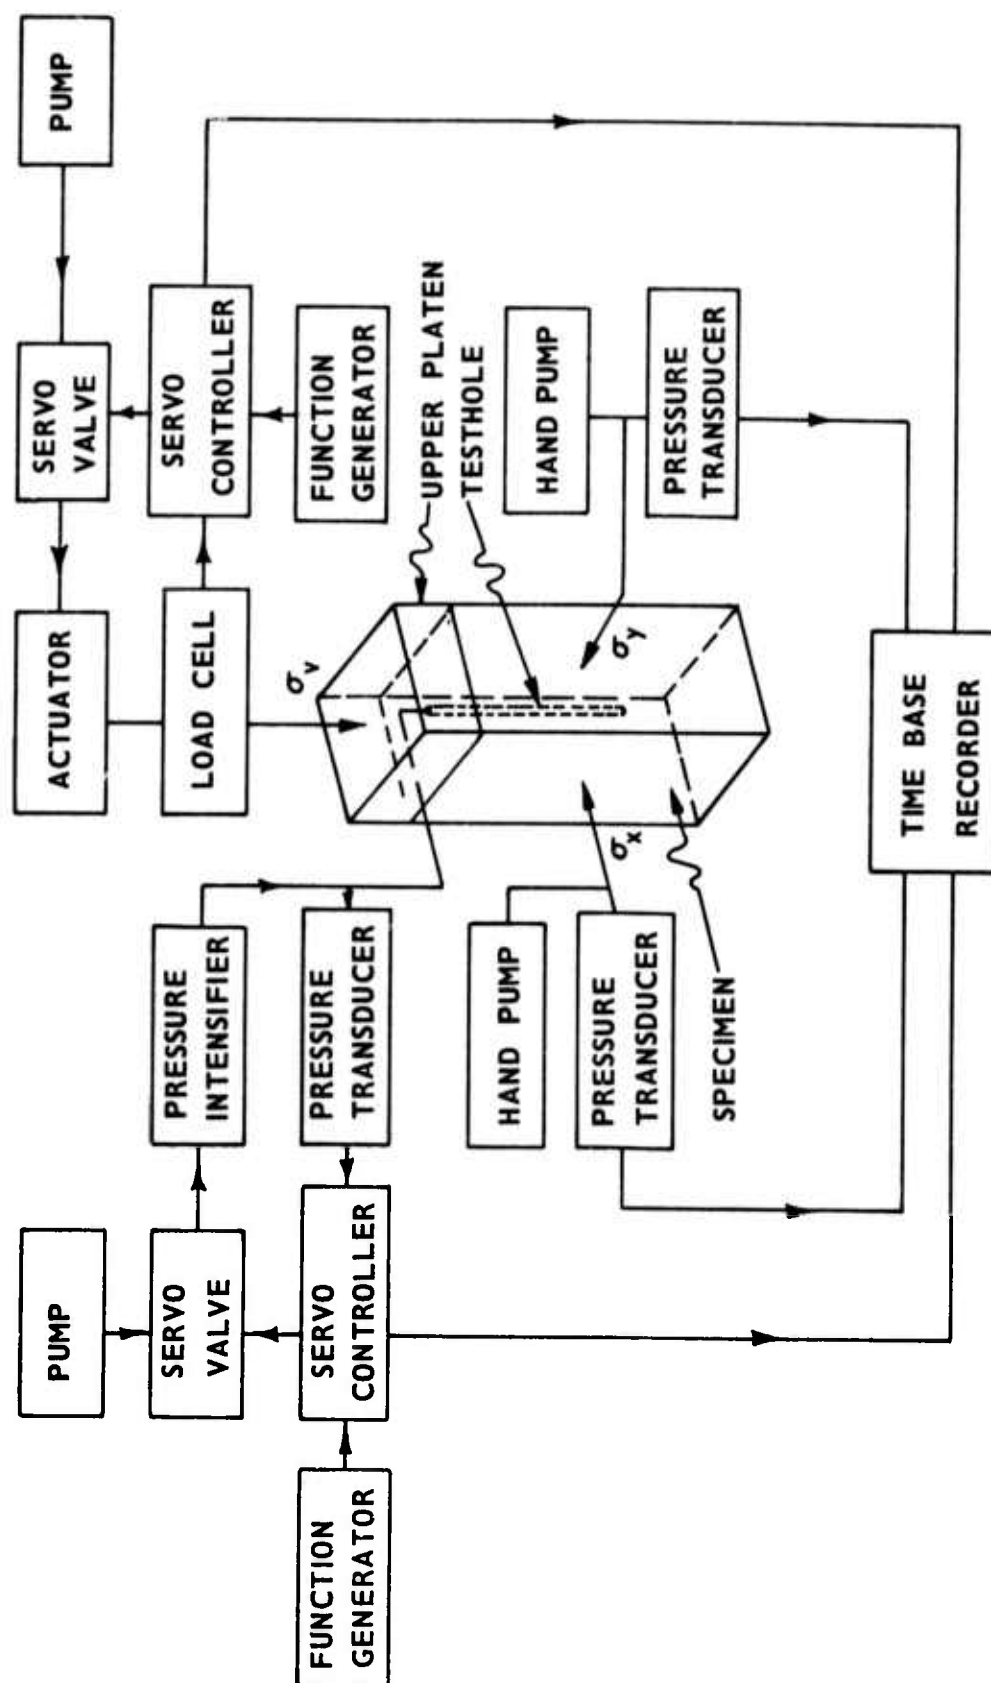 PUMP
SERVO
VALVE
ACTUATOR
SERVO
CONTROLLER
LOAD CELL
FUNCTION
GENERATOR
UPPER PLATEN
TESTHOLE
HAND PUMP
PRESSURE
TRANSDUCER
σv
σy
σx
PUMP
SERVO
VALVE
PRESSURE
INTENSIFIER
FUNCTION
GENERATOR
SERVO
CONTROLLER
PRESSURE
TRANSDUCER
HAND PUMP
PRESSURE
TRANSDUCER
SPECIMEN
TIME BASE
RECORDER